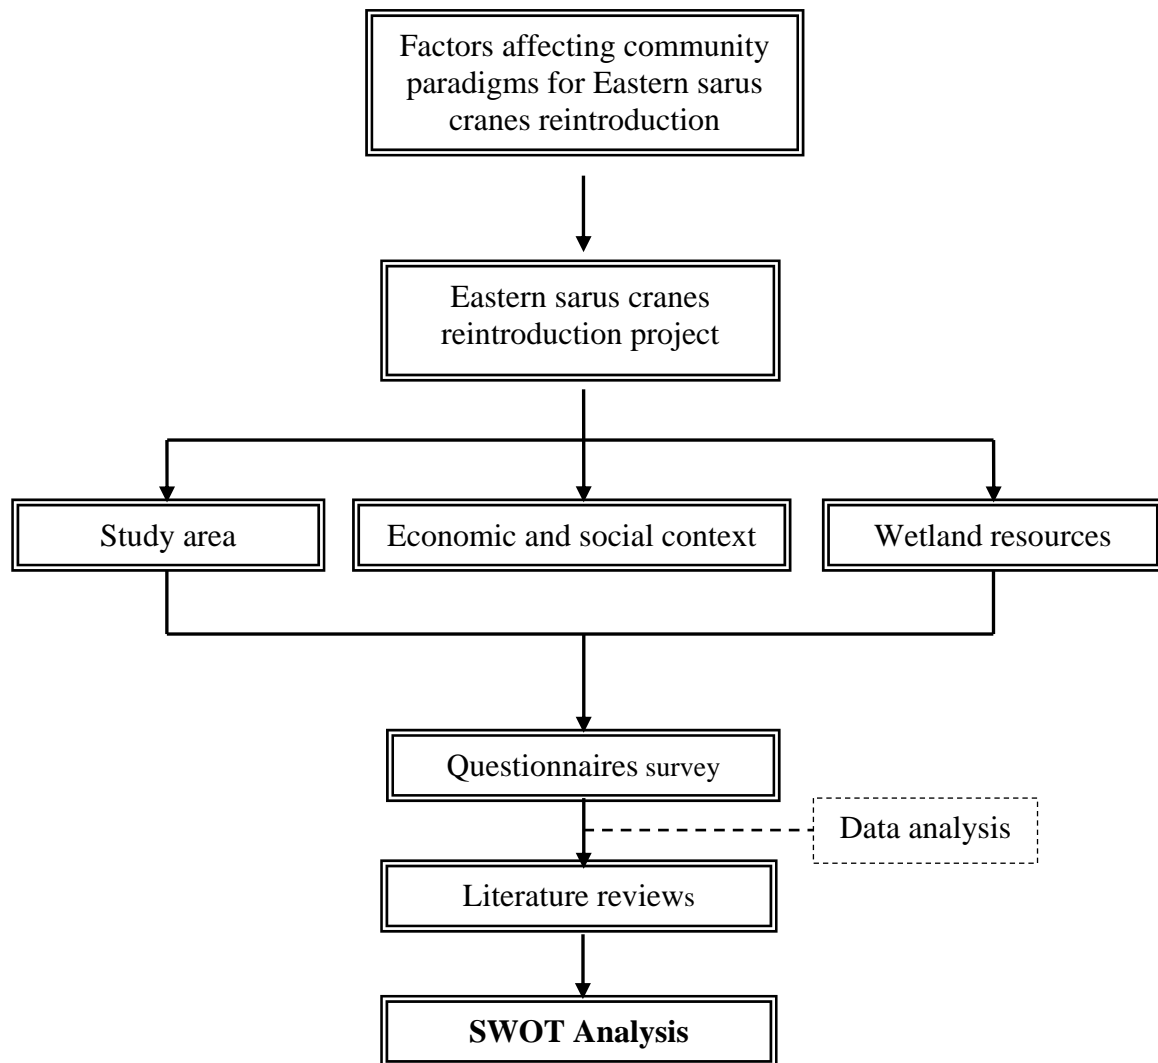 Factors affecting community
paradigms for Eastern sarus
cranes reintroduction
Eastern sarus cranes
reintroduction project
Study area
Economic and social context
Wetland resources
Questionnaires survey
Data analysis
Literature reviews
SWOT Analysis